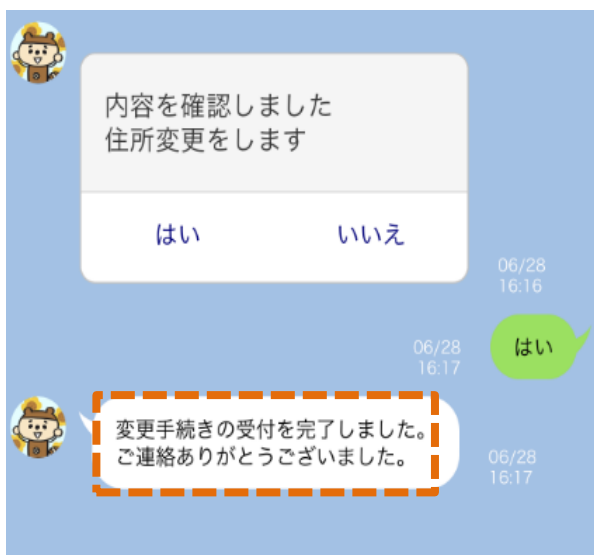 内容を確認しました
住所変更をします
はい いいえ
06/28
16:16
はい
06/28
16:17
変更手続きの受付を完了しました。
ご連絡ありがとうございました。
06/28
16:17